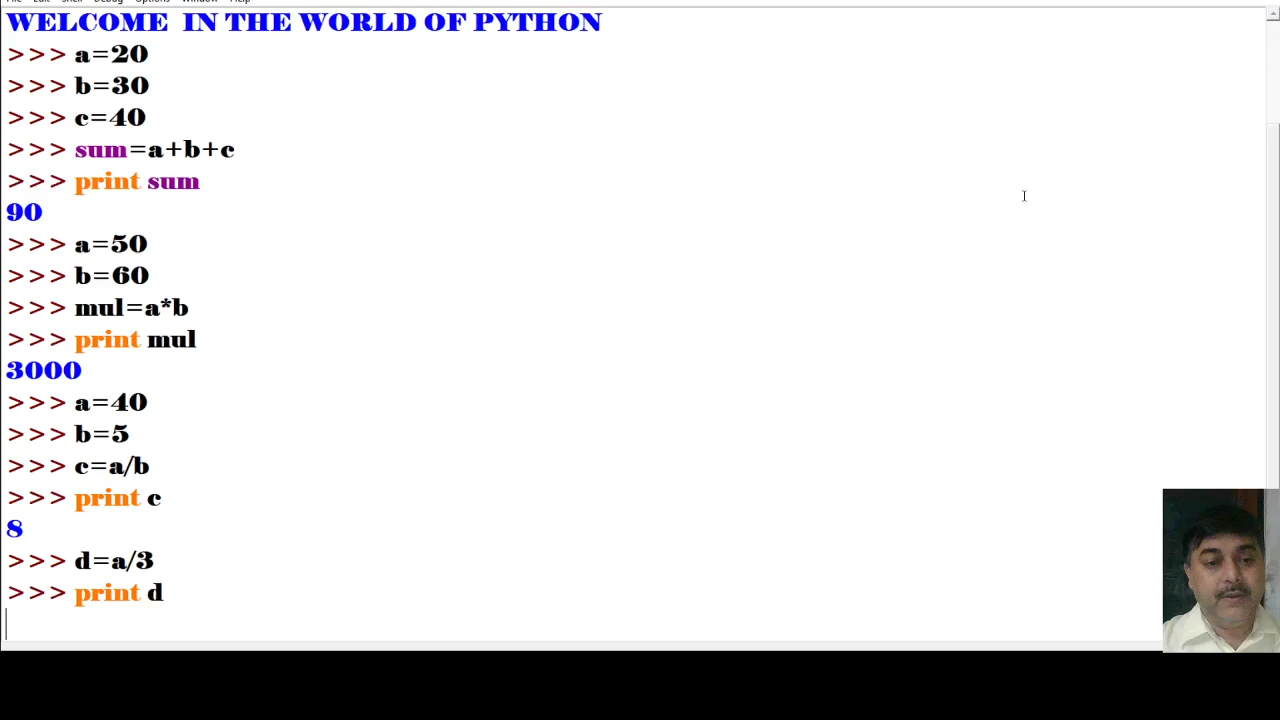 WELCOME  IN THE WORLD OF PYTHON
>>> a=20
>>> b=30
>>> c=40
>>> sum=a+b+c
>>> print sum
90
>>> a=50
>>> b=60
>>> mul=a*b
>>> print mul
3000
>>> a=40
>>> b=5
>>> c=a/b
>>> print c
8
>>> d=a/3
>>> print d